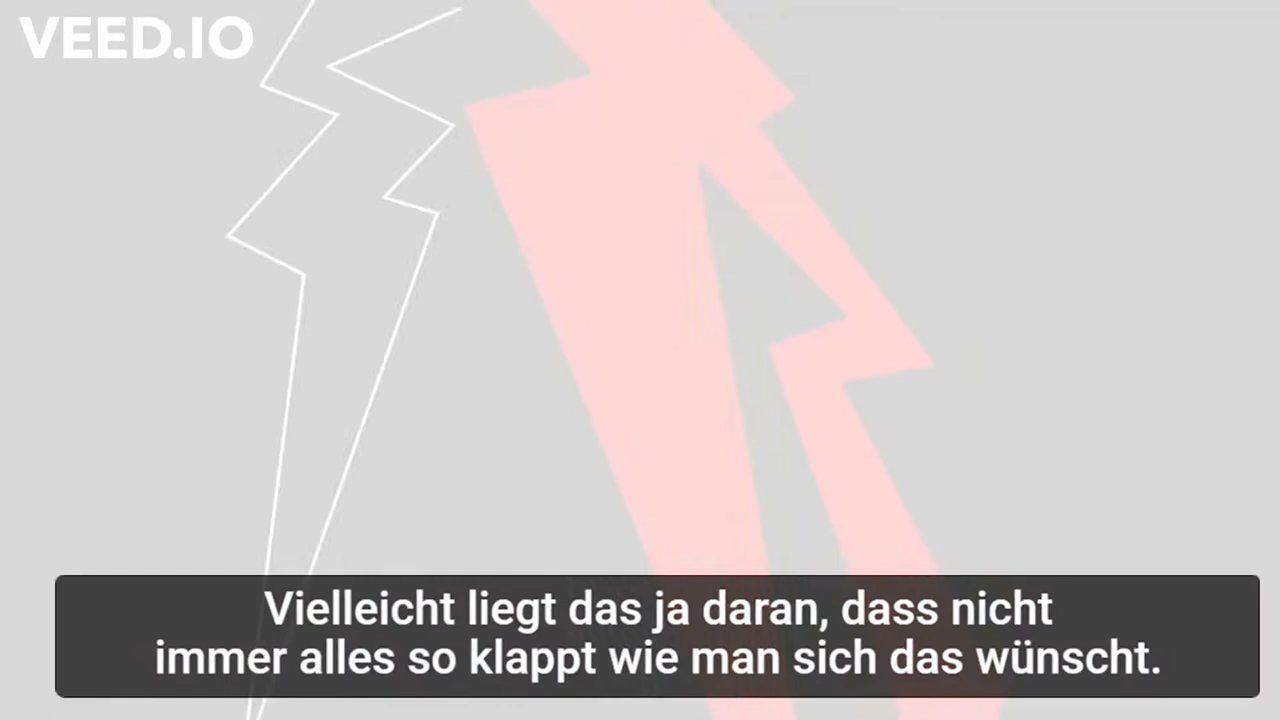 VEED.IO
Vielleicht liegt das ja daran, dass nicht
immer alles so klappt wie man sich das wünscht.